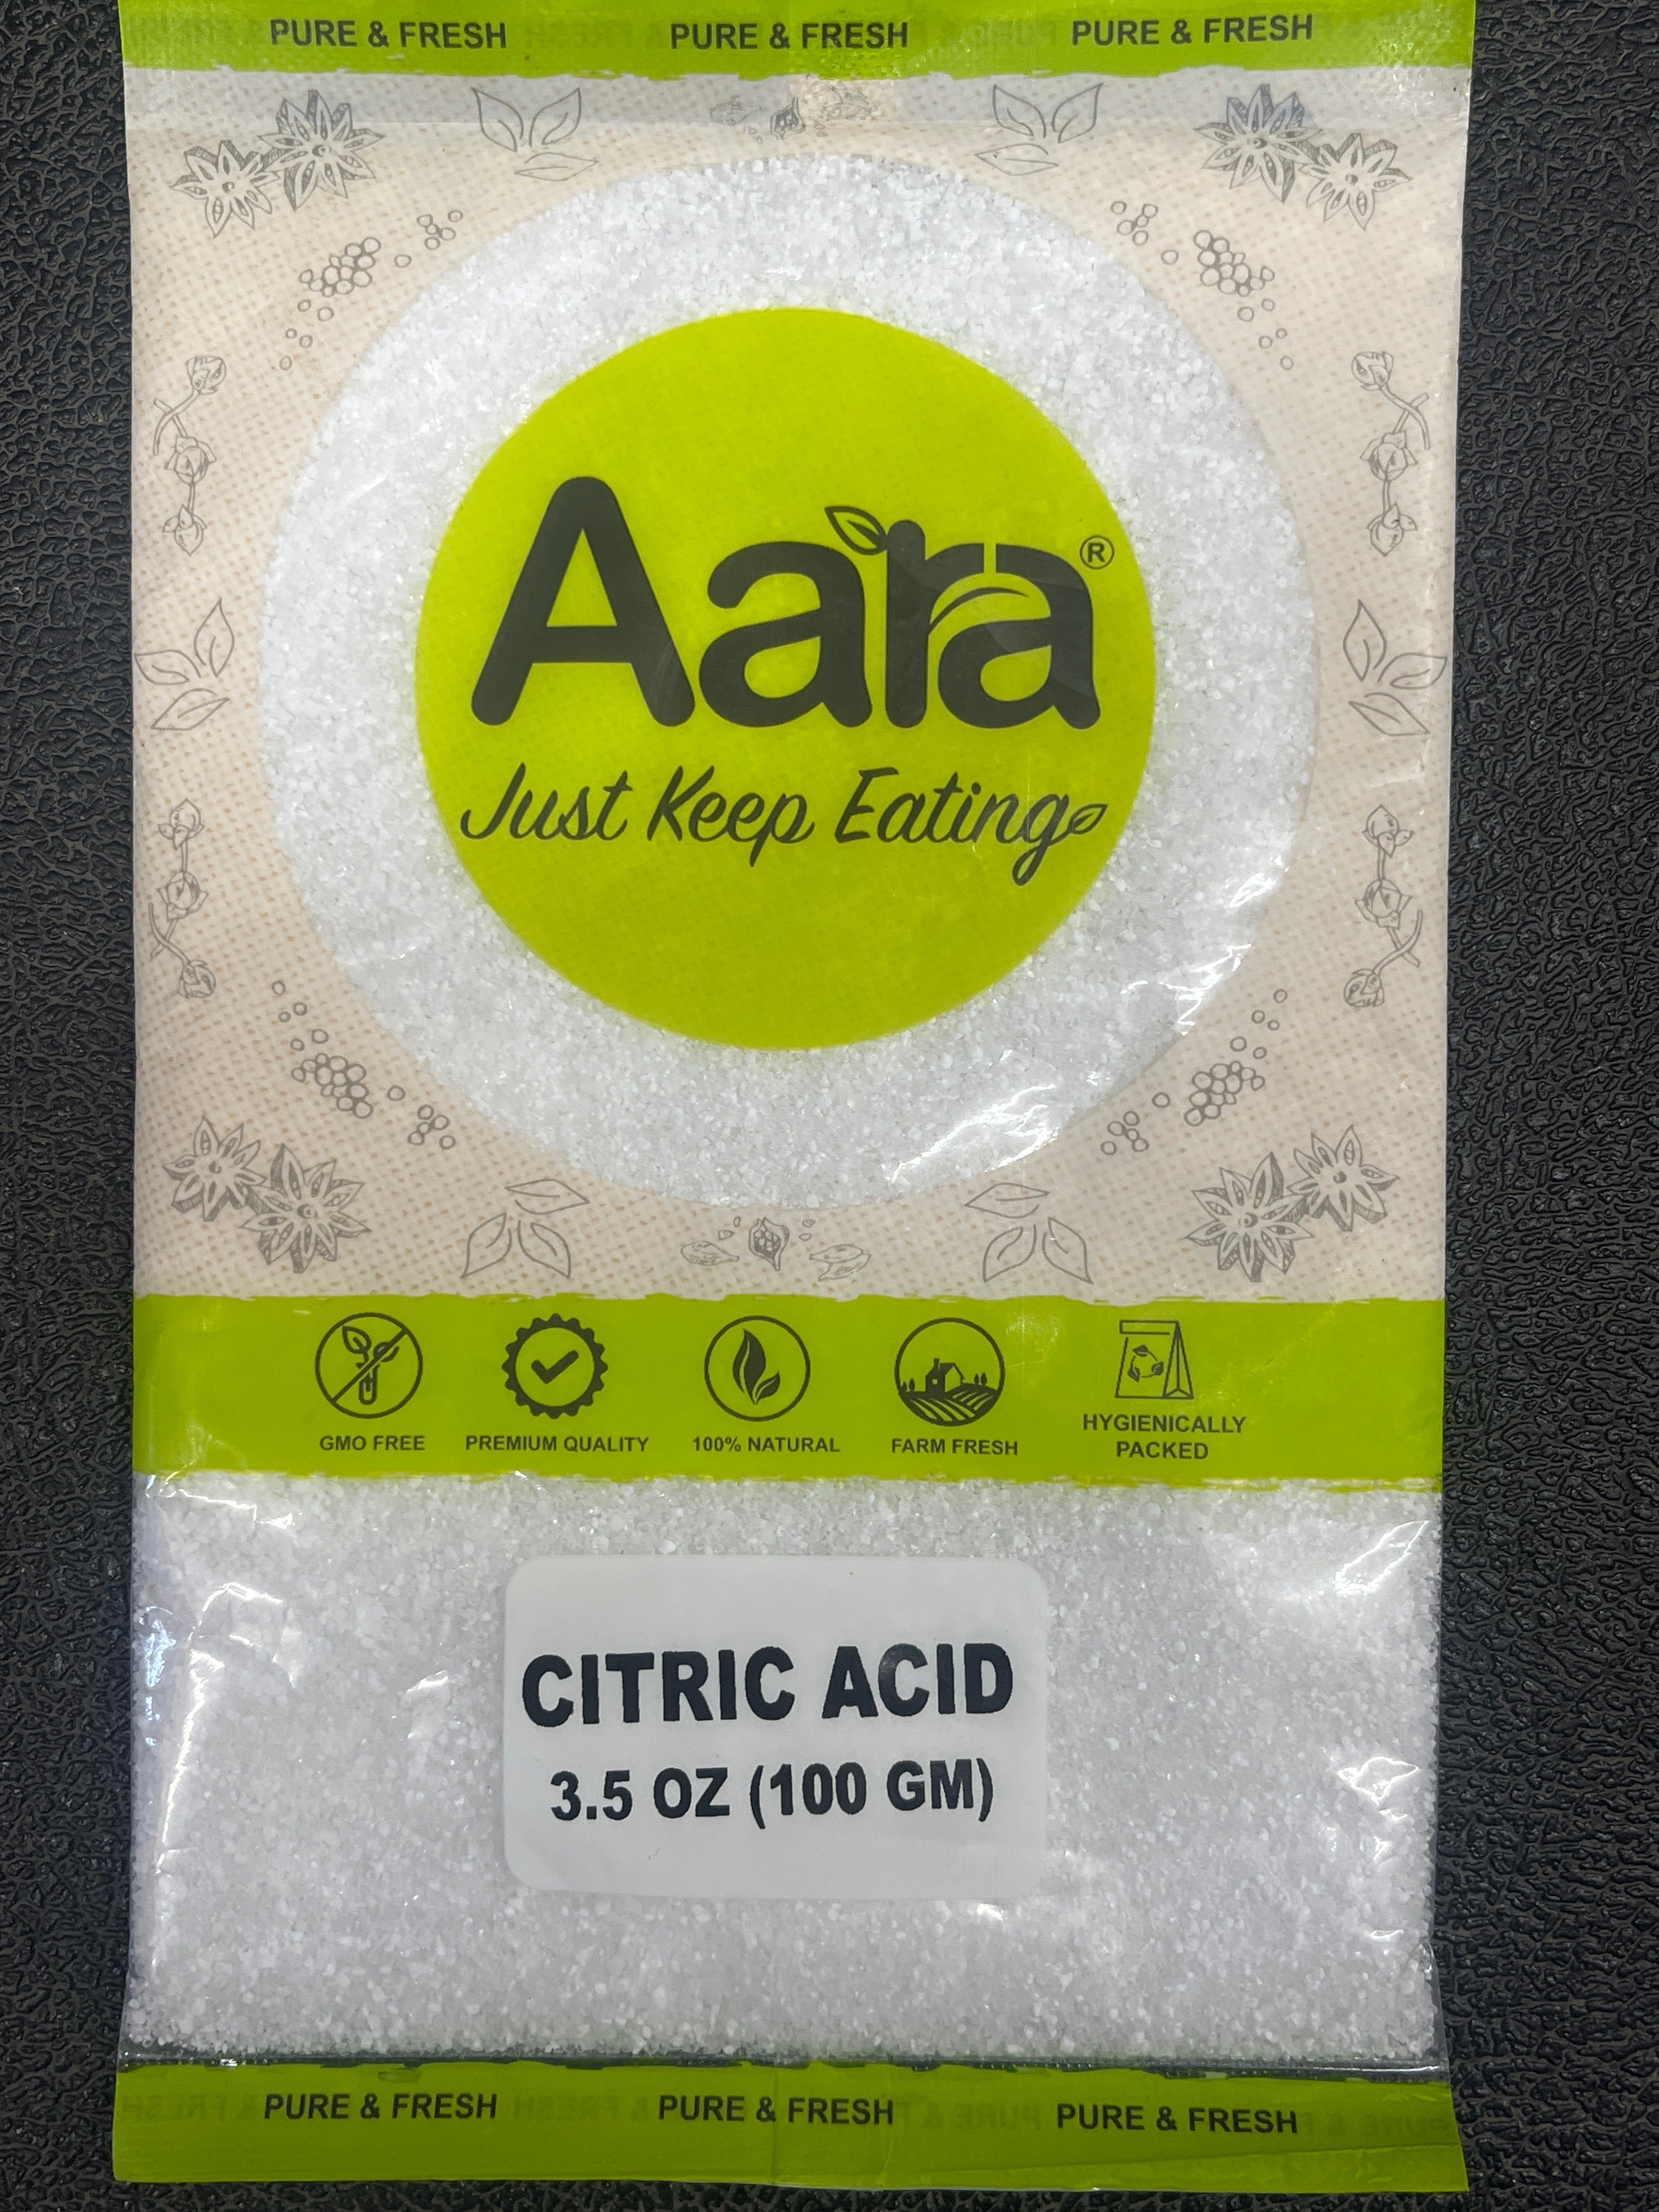 PURE & FRESH PURE & FRESH PURE & FRESH
Aara®
Just Keep Eating
GMO FREE PREMIUM QUALITY 100% NATURAL FARM FRESH HYGIENICALLY PACKED
CITRIC ACID
3.5 OZ (100 GM)
PURE & FRESH PURE & FRESH PURE & FRESH